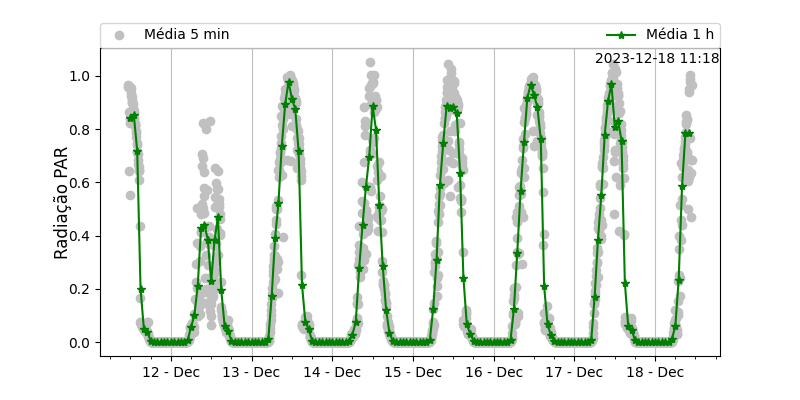 Média 5 min
Média 1 h
2023-12-18 11:18
Radiação PAR
1.0
0.8
0.6
0.4
0.2
0.0
12 - Dec
13 - Dec
14 - Dec
15 - Dec
16 - Dec
17 - Dec
18 - Dec